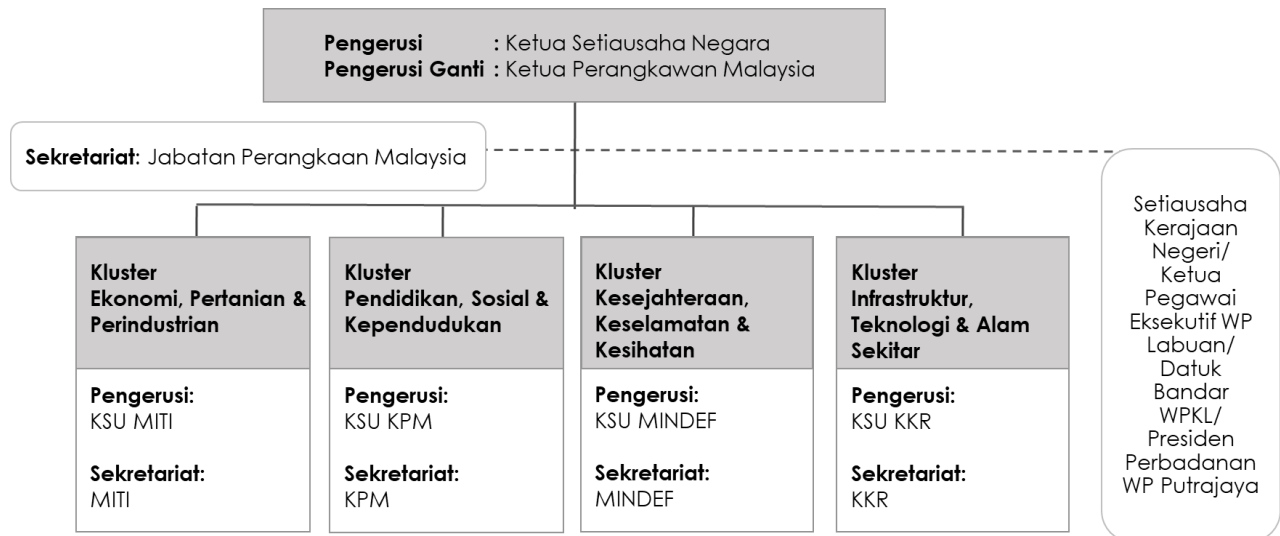 Pengerusi : Ketua Setiausaha Negara
Pengerusi Ganti : Ketua Perangkawan Malaysia
Sekretariat: Jabatan Perangkaan Malaysia
Setiausaha
Kerajaan
Negeri/
Ketua
Pegawai
Eksekutif WP
Labuan/
Datuk
Bandar
WPKL/
Presiden
Perbadanan
WP Putrajaya
Kluster
Ekonomi, Pertanian &
Perindustrian
Pengerusi:
KSU MITI
Sekretariat:
MITI
Kluster
Pendidikan, Sosial &
Kependudukan
Pengerusi:
KSU KPM
Sekretariat:
KPM
Kluster
Kesejahteraan,
Keselamatan &
Kesihatan
Pengerusi:
KSU MINDEF
Sekretariat:
MINDEF
Kluster
Infrastruktur,
Teknologi & Alam
Sekitar
Pengerusi:
KSU KKR
Sekretariat:
KKR